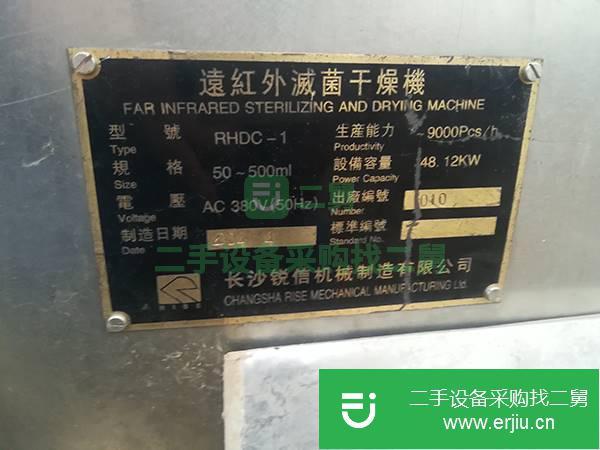 遠紅外滅菌干燥機
FAR INFRARED STERILIZING AND DRYING MACHINE
型 號 RHDC-1 生産能力 ~9000Pcs/h
Type Productivity
規 格 50~500ml 設備容量 48.12KW
Size Power Capacity
電 壓 AC 380V(50Hz) 出廠編號 010
Voltage Number
制造日期 標準編號
Date Standard No.
二舅
二手设备采购找二舅
长沙锐信机械制造有限公司
RISE CHANGSHA RISE MECHANICAL MANUFACTURING Ltd.
二手设备采购找二舅
www.erjiu.cn